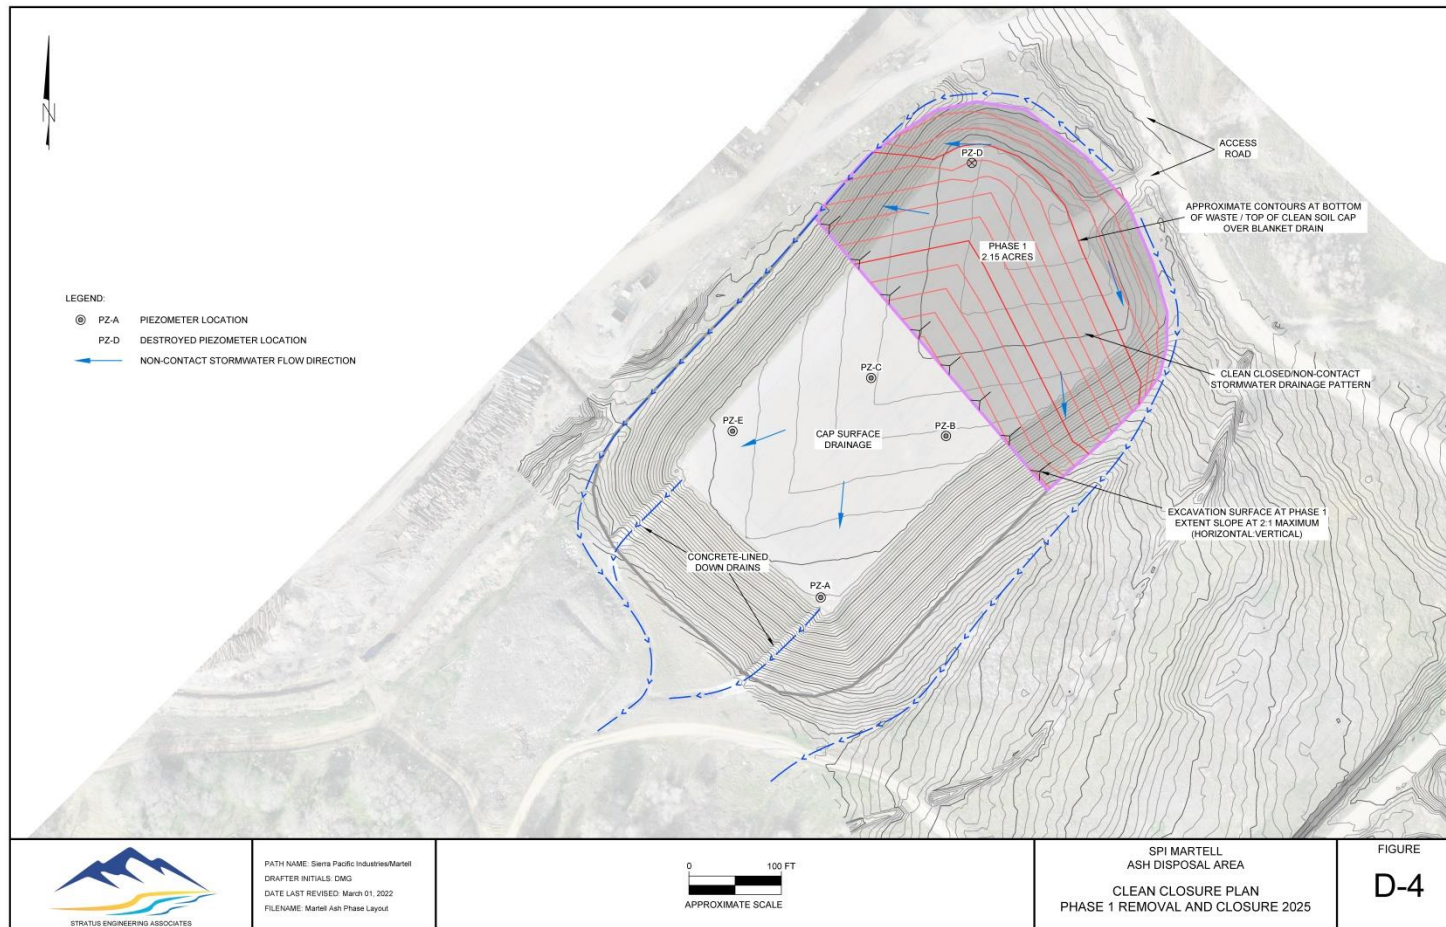 N
ACCESS
ROAD
PZ-D
APPROXIMATE CONTOURS AT BOTTOM
OF WASTE / TOP OF CLEAN SOIL CAP
OVER BLANKET DRAIN
PHASE 1
2.15 ACRES
LEGEND:
PZ-A PIEZOMETER LOCATION
PZ-D DESTROYED PIEZOMETER LOCATION
NON-CONTACT STORMWATER FLOW DIRECTION
PZ-C
CLEAN CLOSED/NON-CONTACT
STORMWATER DRAINAGE PATTERN
PZ-E
CAP SURFACE
DRAINAGE
PZ-B
EXCAVATION SURFACE AT PHASE 1
EXTENT SLOPE AT 2:1 MAXIMUM
(HORIZONTAL:VERTICAL)
CONCRETE-LINED
DOWN DRAINS
PZ-A
STRATUS ENGINEERING ASSOCIATES
PATH NAME: Sierra Pacific Industries/Martell
DRAFTER INITIALS: DMG
DATE LAST REVISED: March 01, 2022
FILENAME: Martell Ash Phase Layout
0 100 FT
APPROXIMATE SCALE
SPI MARTELL
ASH DISPOSAL AREA
CLEAN CLOSURE PLAN
PHASE 1 REMOVAL AND CLOSURE 2025
FIGURE
D-4